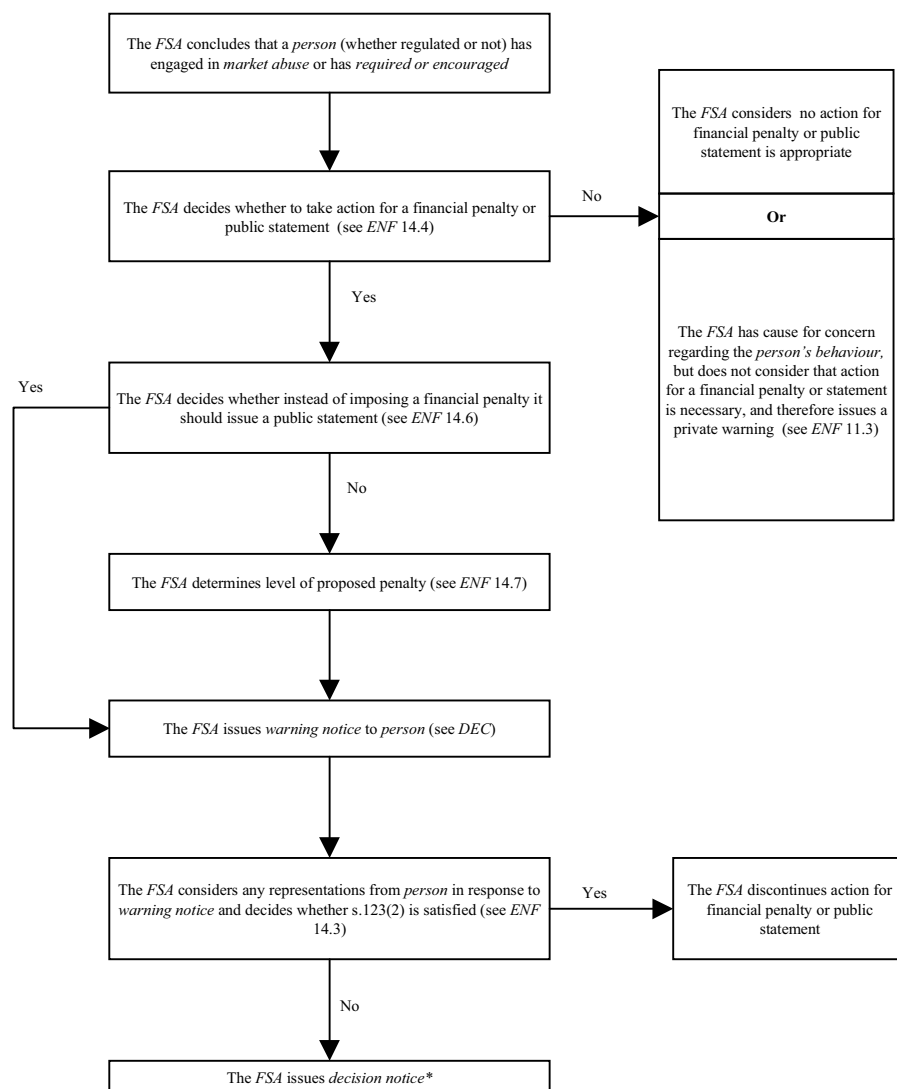 The FSA concludes that a person (whether regulated or not) has
engaged in market abuse or has required or encouraged
The FSA considers no action for
financial penalty or public
statement is appropriate
The FSA decides whether to take action for a financial penalty or
public statement (see ENF 14.4)
No
Or
Yes
The FSA has cause for concern
regarding the person's behaviour,
but does not consider that action
for a financial penalty or statement
is necessary, and therefore issues a
private warning (see ENF 11.3)
Yes
The FSA decides whether instead of imposing a financial penalty it
should issue a public statement (see ENF 14.6)
No
The FSA determines level of proposed penalty (see ENF 14.7)
The FSA issues warning notice to person (see DEC)
The FSA considers any representations from person in response to
warning notice and decides whether s.123(2) is satisfied (see ENF
14.3)
Yes
The FSA discontinues action for
financial penalty or public
statement
No
The FSA issues decision notice*